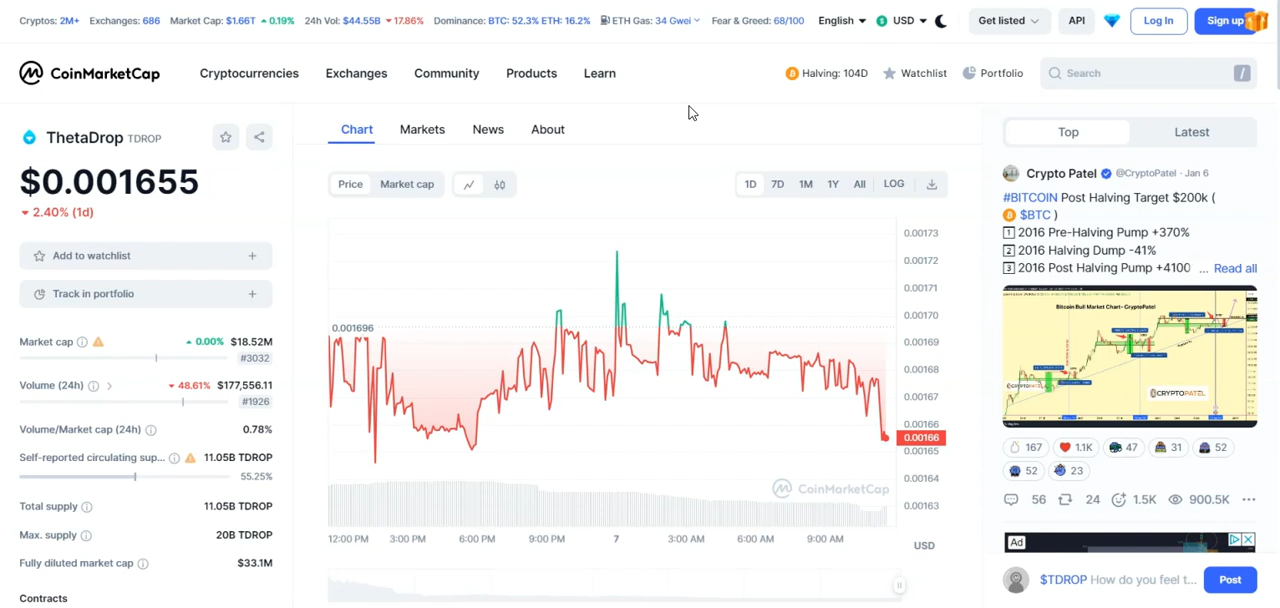 Cryptos: 2M+ Exchanges: 686 Market Cap: $1.66T 0.19% 24h Vol: $44.55B 17.86% Dominance: BTC: 52.3% ETH: 16.2% ETH Gas: 34 Gwei Fear & Greed: 68/100 English USD Get listed API Log In Sign up
CoinMarketCap Cryptocurrencies Exchanges Community Products Learn Halving: 104D Watchlist Portfolio Search /
ThetaDrop TDROP
$0.001655
2.40% (1d)
Add to watchlist +
Track in portfolio +
Market cap 0.00% $18.52M
#3032
Volume (24h) 48.61% $177,556.11
#1926
Volume/Market cap (24h) 0.78%
Self-reported circulating sup... 11.05B TDROP
55.25%
Total supply 11.05B TDROP
Max. supply 20B TDROP
Fully diluted market cap $33.1M
Contracts
Chart Markets News About
Price Market cap 1D 7D 1M 1Y All LOG
0.001696
0.00173
0.00172
0.00171
0.00170
0.00169
0.00168
0.00167
0.00166
0.00166
0.00165
0.00164
0.00163
CoinMarketCap
12:00 PM 3:00 PM 6:00 PM 9:00 PM 7 3:00 AM 6:00 AM 9:00 AM USD
Top Latest
Crypto Patel @CryptoPatel · Jan 6
#BITCOIN Post Halving Target $200k (
$BTC )
1 2016 Pre-Halving Pump +370%
2 2016 Halving Dump -41%
3 2016 Post Halving Pump +4100 ... Read all
Bitcoin Bull Market Chart- CryptoPatel
CRYPTOPATEL
167 1.1K 47 31 52
52 23
56 24 1.5K 900.5K
Ad
$TDROP How do you feel t... Post